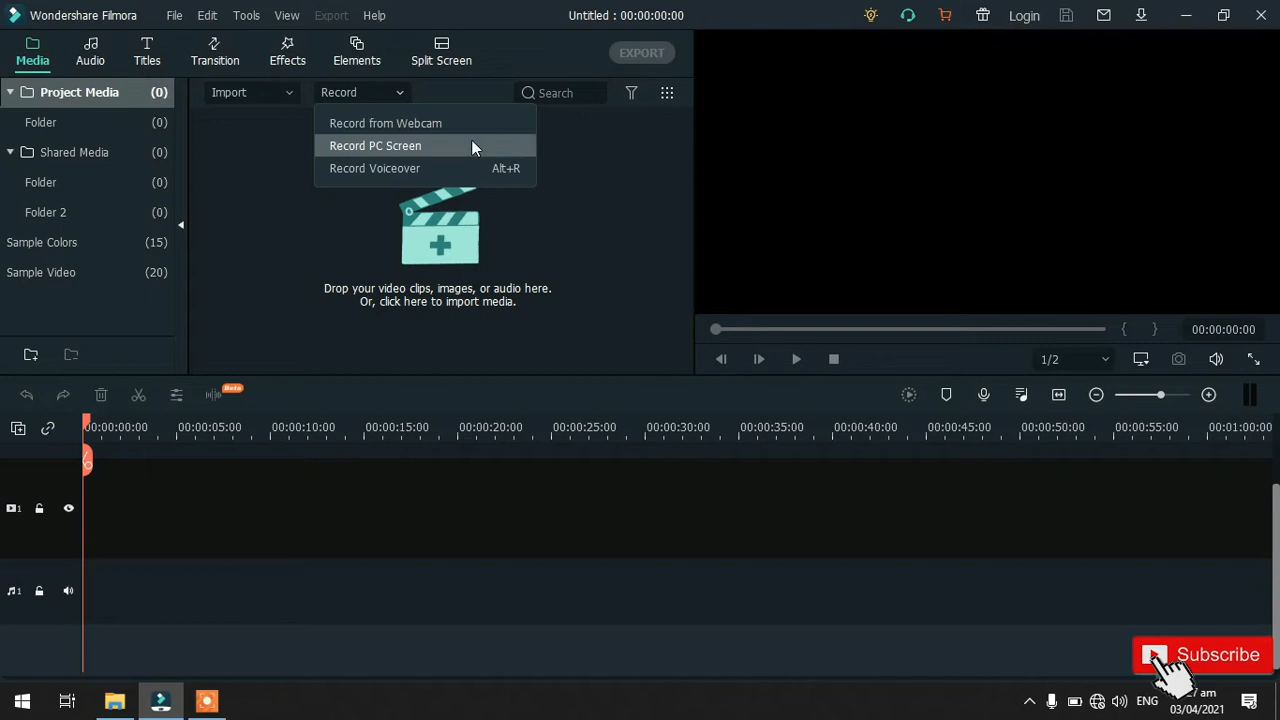 Wondershare Filmora File Edit Tools View Export Help Untitled : 00:00:00:00 Login
Media Audio Titles Transition Effects Elements Split Screen EXPORT
Project Media (0) Import Record Search
Folder (0) Record from Webcam
Shared Media (0) Record PC Screen
Record Voiceover Alt+R
Folder (0)
Folder 2 (0)
Sample Colors (15)
Sample Video (20)
Drop your video clips, images, or audio here.
Or, click here to import media.
00:00:00:00
1/2
Beta
00:00:00:00 00:00:05:00 00:00:10:00 00:00:15:00 00:00:20:00 00:00:25:00 00:00:30:00 00:00:35:00 00:00:40:00 00:00:45:00 00:00:50:00 00:00:55:00 00:01:00:00
1
1
Subscribe
ENG am
03/04/2021